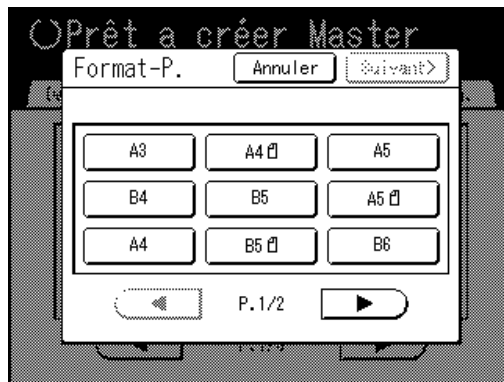 Prêt a créer Master
Format-P.
Annuler
Suivant>
A3
A4
A5
B4
B5
A5
A4
B5
B6
P.1/2